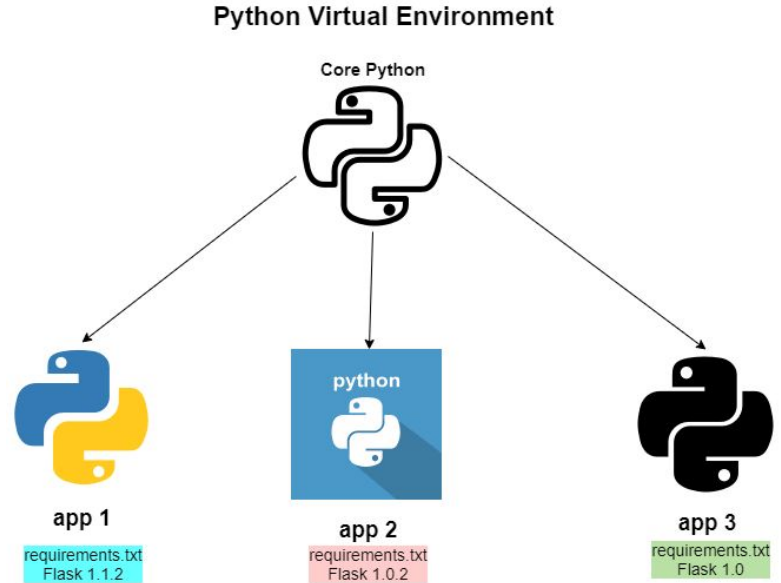 Python Virtual Environment
Core Python
python
app 1
requirements.txt
Flask 1.1.2
app 2
requirements.txt
Flask 1.0.2
app 3
requirements.txt
Flask 1.0